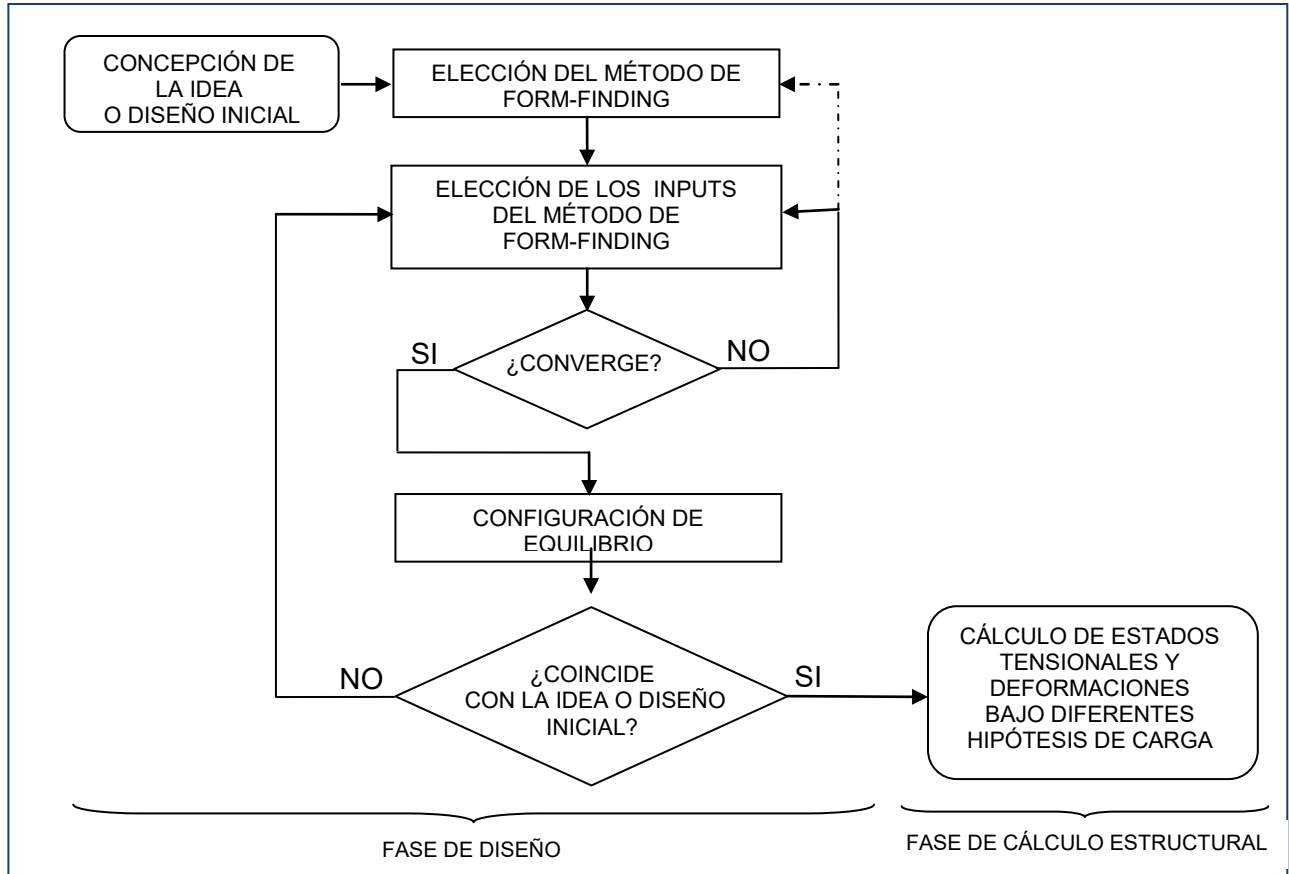 CONCEPCIÓN DE
LA IDEA
O DISEÑO INICIAL
ELECCIÓN DEL MÉTODO DE
FORM-FINDING
ELECCIÓN DE LOS INPUTS
DEL MÉTODO DE
FORM-FINDING
SI
¿CONVERGE?
NO
CONFIGURACIÓN DE
EQUILIBRIO
NO
¿COINCIDE
CON LA IDEA O DISEÑO
INICIAL?
SI
CÁLCULO DE ESTADOS
TENSIONALES Y
DEFORMACIONES
BAJO DIFERENTES
HIPÓTESIS DE CARGA
FASE DE DISEÑO
FASE DE CÁLCULO ESTRUCTURAL